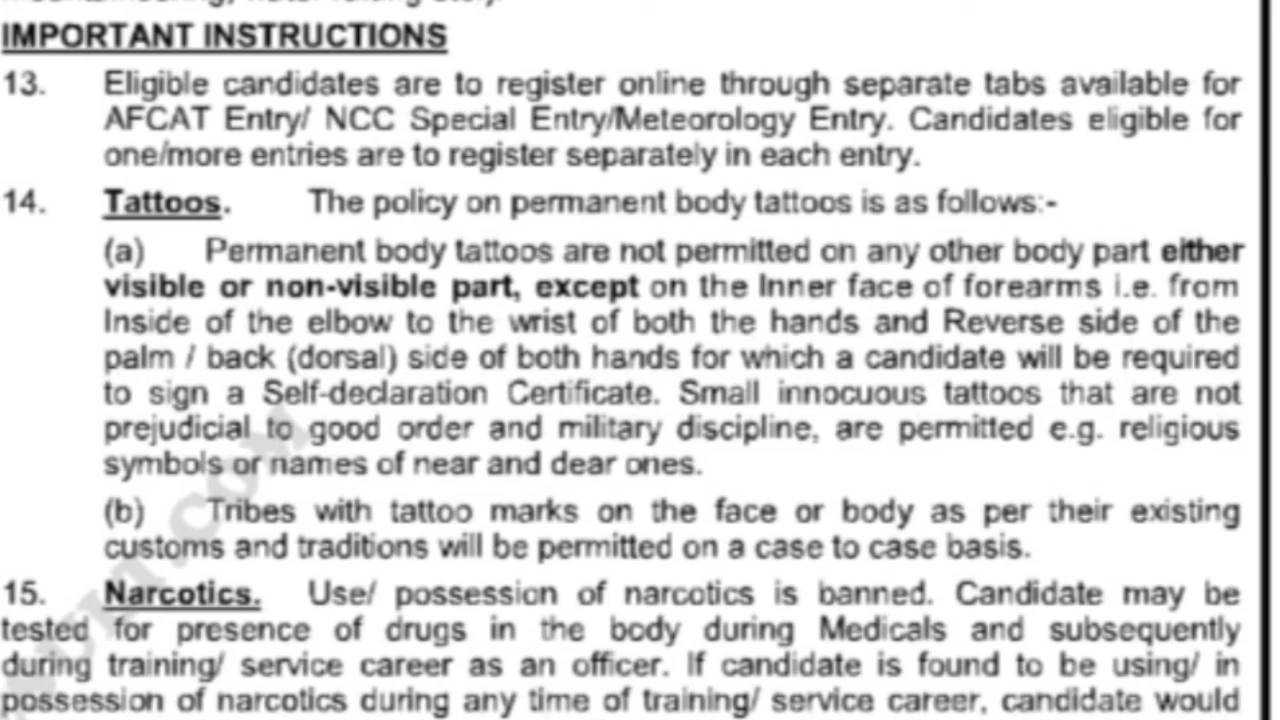 IMPORTANT INSTRUCTIONS
13. Eligible candidates are to register online through separate tabs available for
AFCAT Entry/ NCC Special Entry/Meteorology Entry. Candidates eligible for
one/more entries are to register separately in each entry.
14. Tattoos. The policy on permanent body tattoos is as follows:-
(a) Permanent body tattoos are not permitted on any other body part either
visible or non-visible part, except on the Inner face of forearms i.e. from
Inside of the elbow to the wrist of both the hands and Reverse side of the
palm / back (dorsal) side of both hands for which a candidate will be required
to sign a Self-declaration Certificate. Small innocuous tattoos that are not
prejudicial to good order and military discipline, are permitted e.g. religious
symbols or names of near and dear ones.
(b) Tribes with tattoo marks on the face or body as per their existing
customs and traditions will be permitted on a case to case basis.
15. Narcotics. Use/ possession of narcotics is banned. Candidate may be
tested for presence of drugs in the body during Medicals and subsequently
during training/ service career as an officer. If candidate is found to be using/ in
possession of narcotics during any time of training/ service career, candidate would